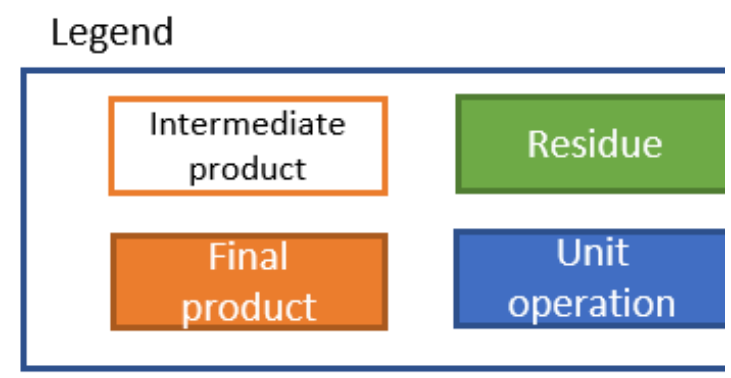 Legend
Intermediate
product
Residue
Final
product
Unit
operation